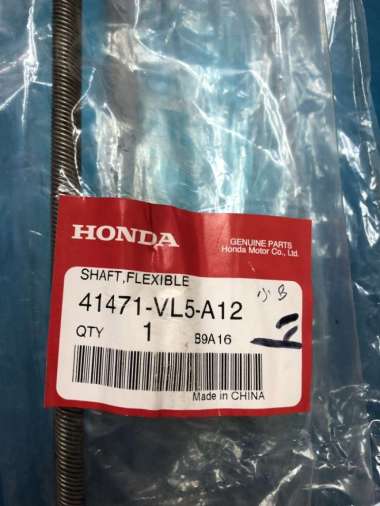 HONDA
GENUINE PARTS
Honda Motor Co., Ltd.
SHAFT,FLEXIBLE
41471-VL5-A12
QTY 1 B9A16
Made in CHINA